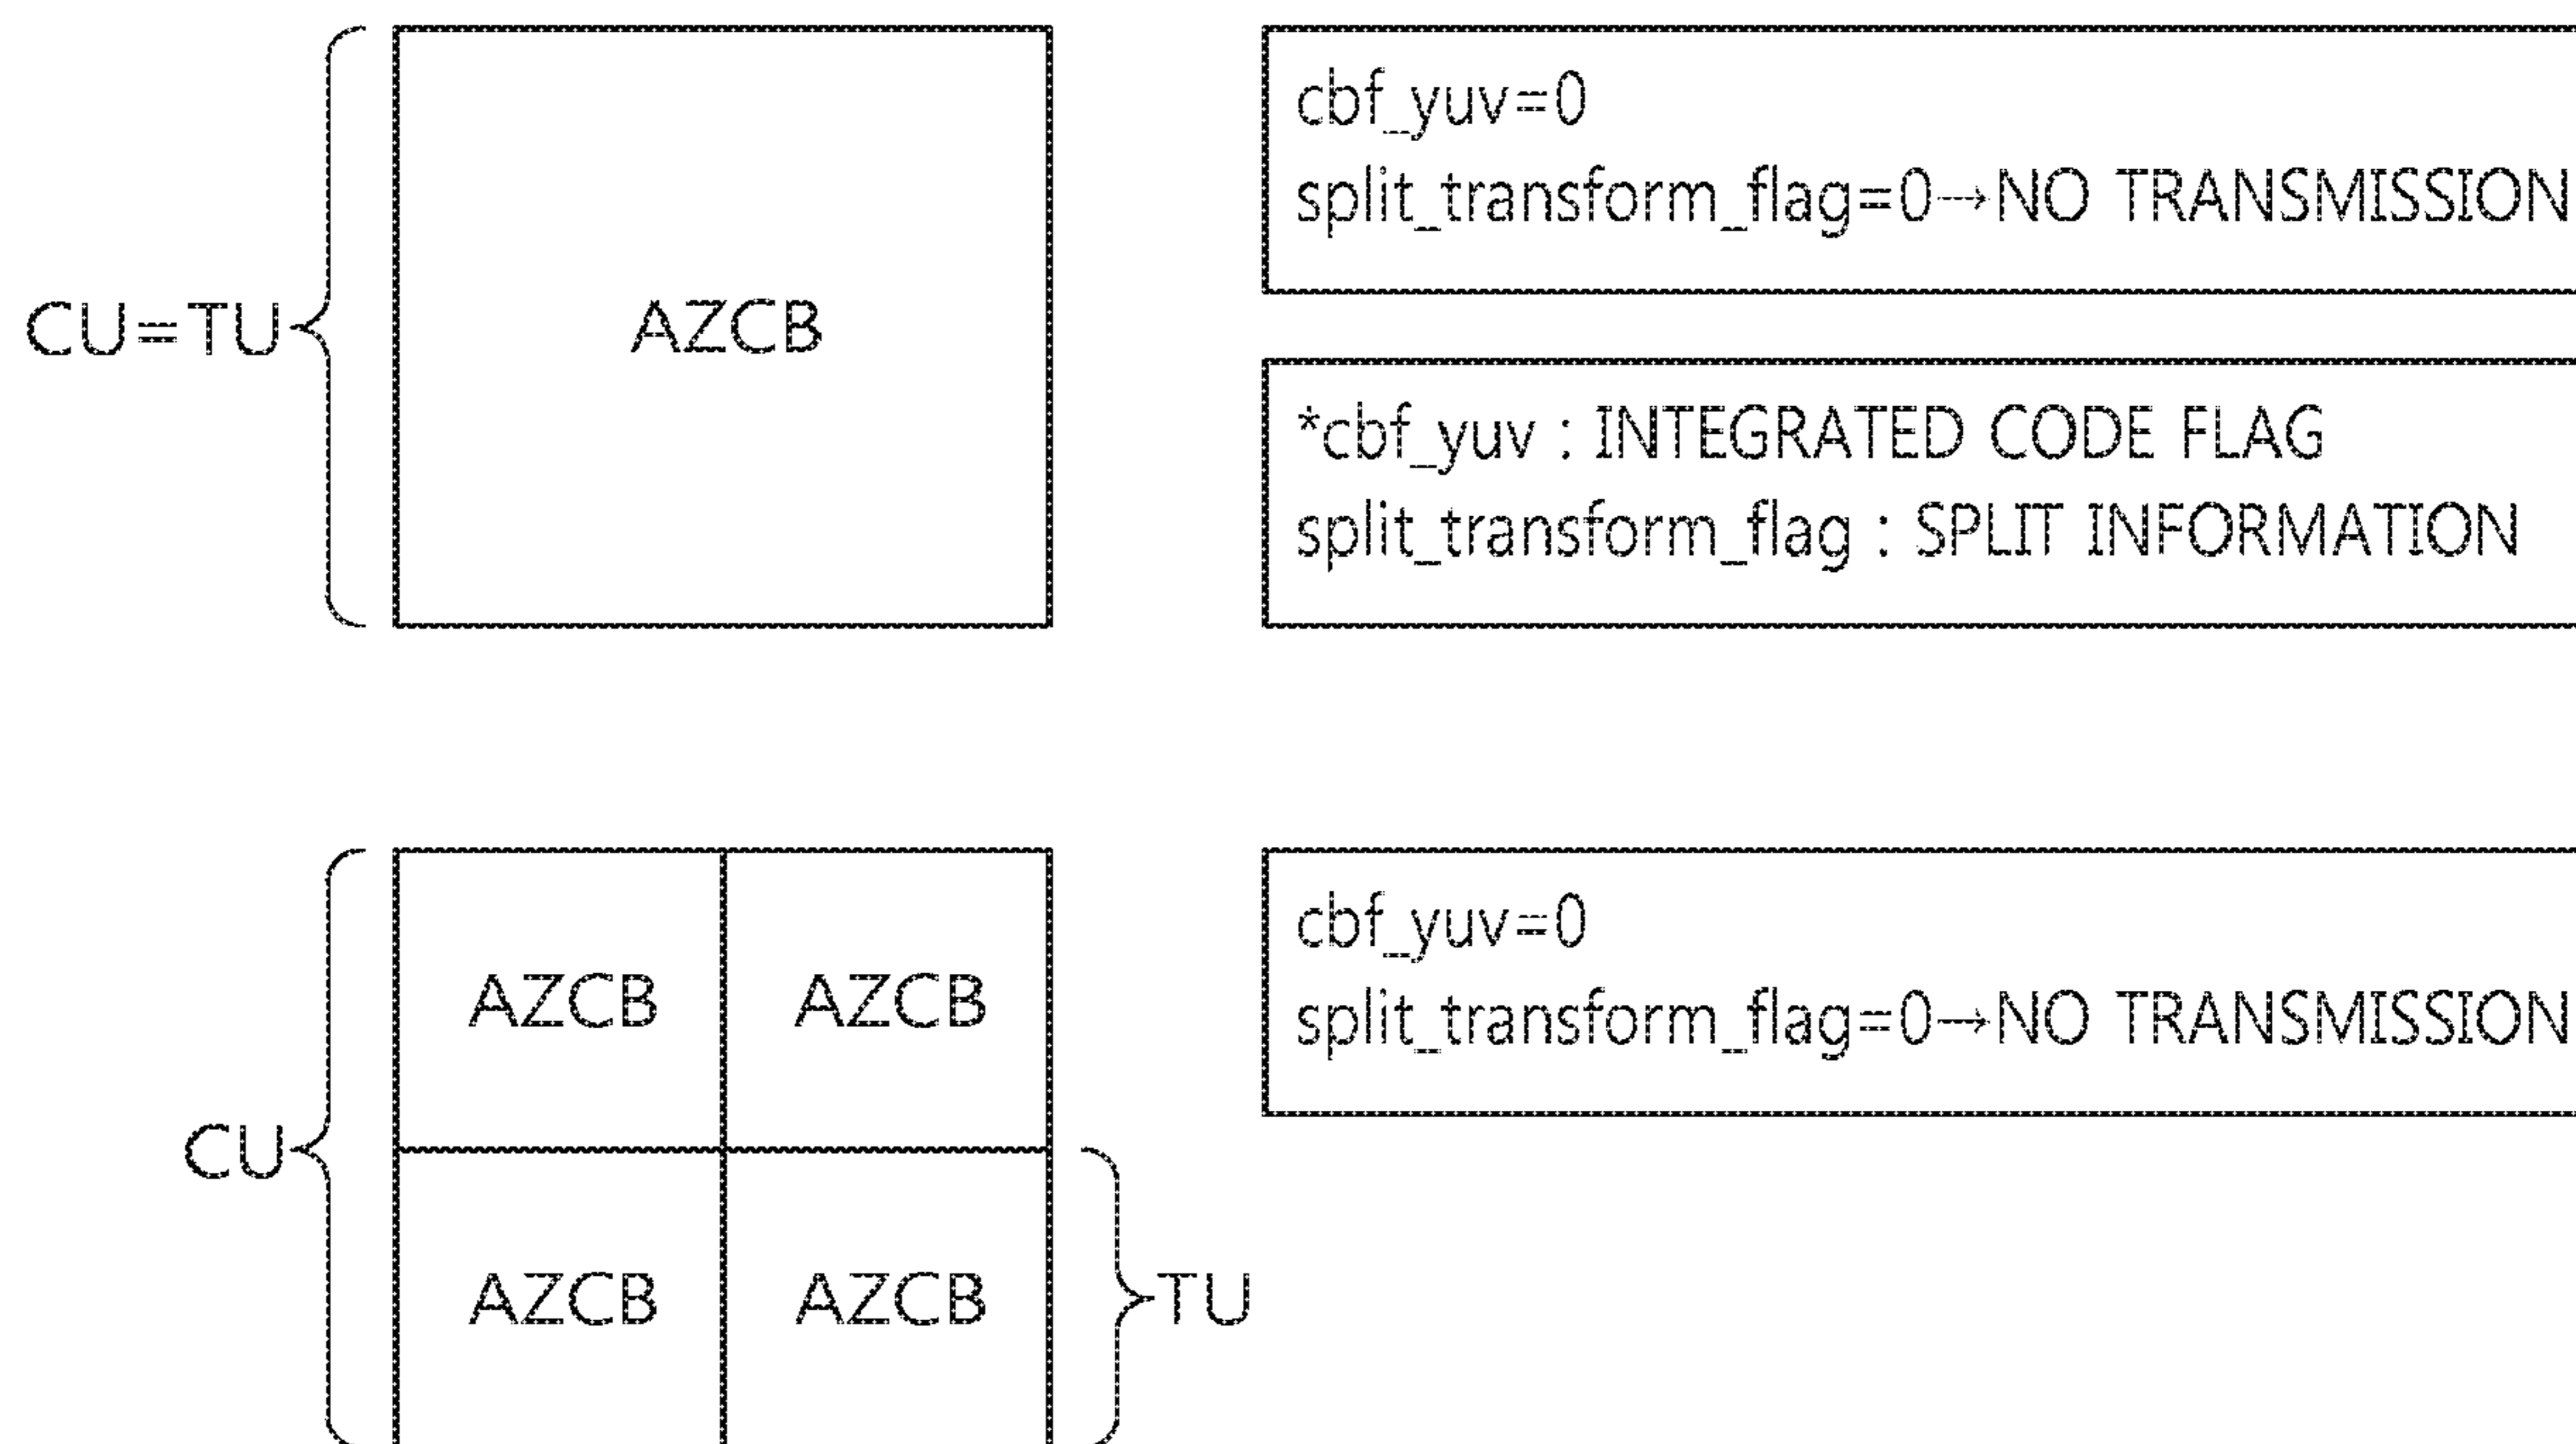 cbf_yuv=0
split_transform_flag=0→NO TRANSMISSION
CU=TU
AZCB
*cbf_yuv : INTEGRATED CODE FLAG
split_transform_flag : SPLIT INFORMATION
cbf_yuv=0
split_transform_flag=0→NO TRANSMISSION
AZCB AZCB
CU
AZCB AZCB
TU